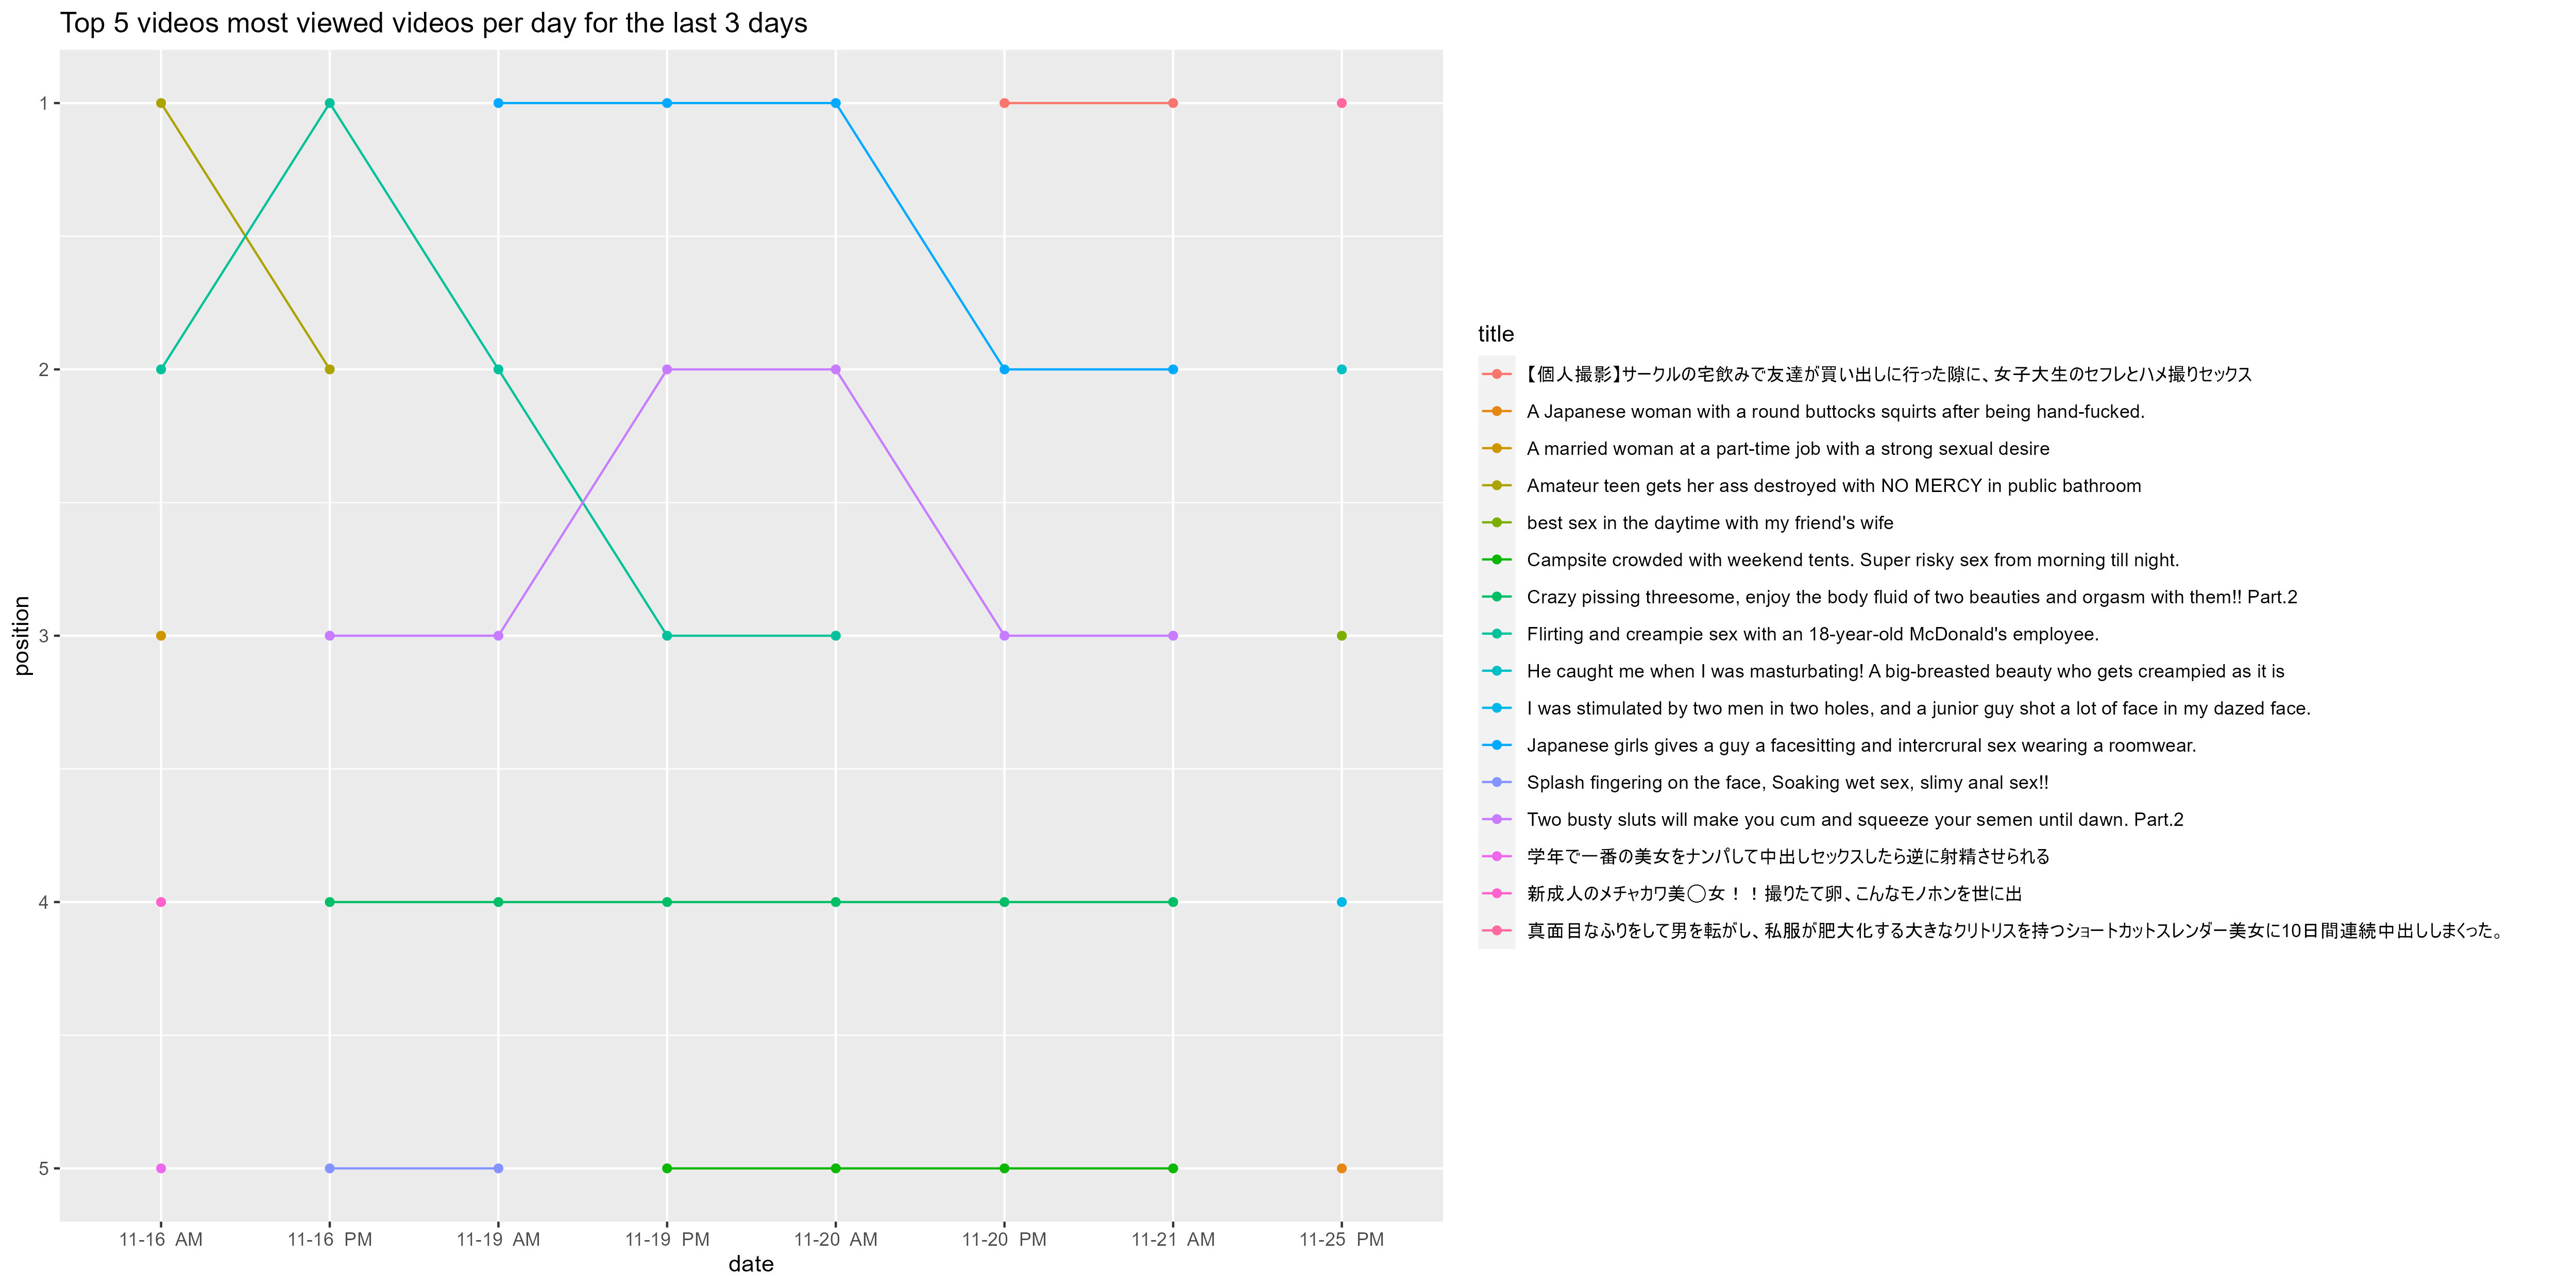 Top 5 videos most viewed videos per day for the last 3 days
position
1
2
3
4
5
11-16 AM
11-16 PM
11-19 AM
11-19 PM
11-20 AM
11-20 PM
11-21 AM
11-25 PM
date
title
【個人撮影】サークルの宅飲みで友達が買い出しに行った隙に、女子大生のセフレとハメ撮りセックス
A Japanese woman with a round buttocks squirts after being hand-fucked.
A married woman at a part-time job with a strong sexual desire
Amateur teen gets her ass destroyed with NO MERCY in public bathroom
best sex in the daytime with my friend's wife
Campsite crowded with weekend tents. Super risky sex from morning till night.
Crazy pissing threesome, enjoy the body fluid of two beauties and orgasm with them!! Part.2
Flirting and creampie sex with an 18-year-old McDonald's employee.
He caught me when I was masturbating! A big-breasted beauty who gets creampied as it is
I was stimulated by two men in two holes, and a junior guy shot a lot of face in my dazed face.
Japanese girls gives a guy a facesitting and intercrural sex wearing a roomwear.
Splash fingering on the face, Soaking wet sex, slimy anal sex!!
Two busty sluts will make you cum and squeeze your semen until dawn. Part.2
学年で一番の美女をナンパして中出しセックスしたら逆に射精させられる
新成人のメチャカワ美◯女！！撮りたて卵、こんなモノホンを世に出
真面目なふりをして男を転がし、私服が肥大化する大きなクリトリスを持つショートカットスレンダー美女に10日間連続中出ししまくった。